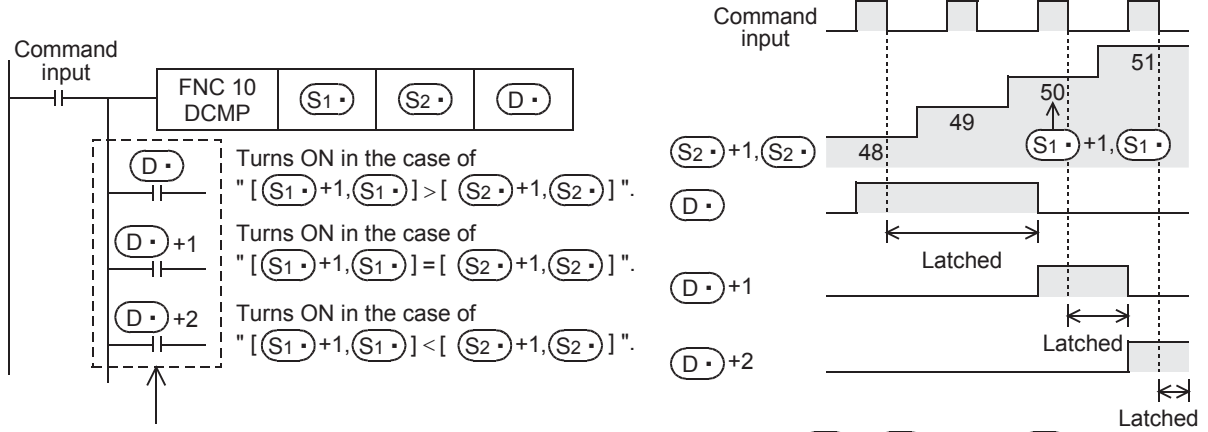 Command
input
FNC 10
DCMP
S1 ·
S2 ·
D ·
D ·
Turns ON in the case of
" [ S1 · +1, S1 · ] > [ S2 · +1, S2 · ] ".
D · +1
Turns ON in the case of
" [ S1 · +1, S1 · ] = [ S2 · +1, S2 · ] ".
D · +2
Turns ON in the case of
" [ S1 · +1, S1 · ] < [ S2 · +1, S2 · ] ".
Command
input
51
50
49
48
S2 · +1, S2 ·
S1 · +1, S1 ·
D ·
Latched
D · +1
Latched
D · +2
Latched